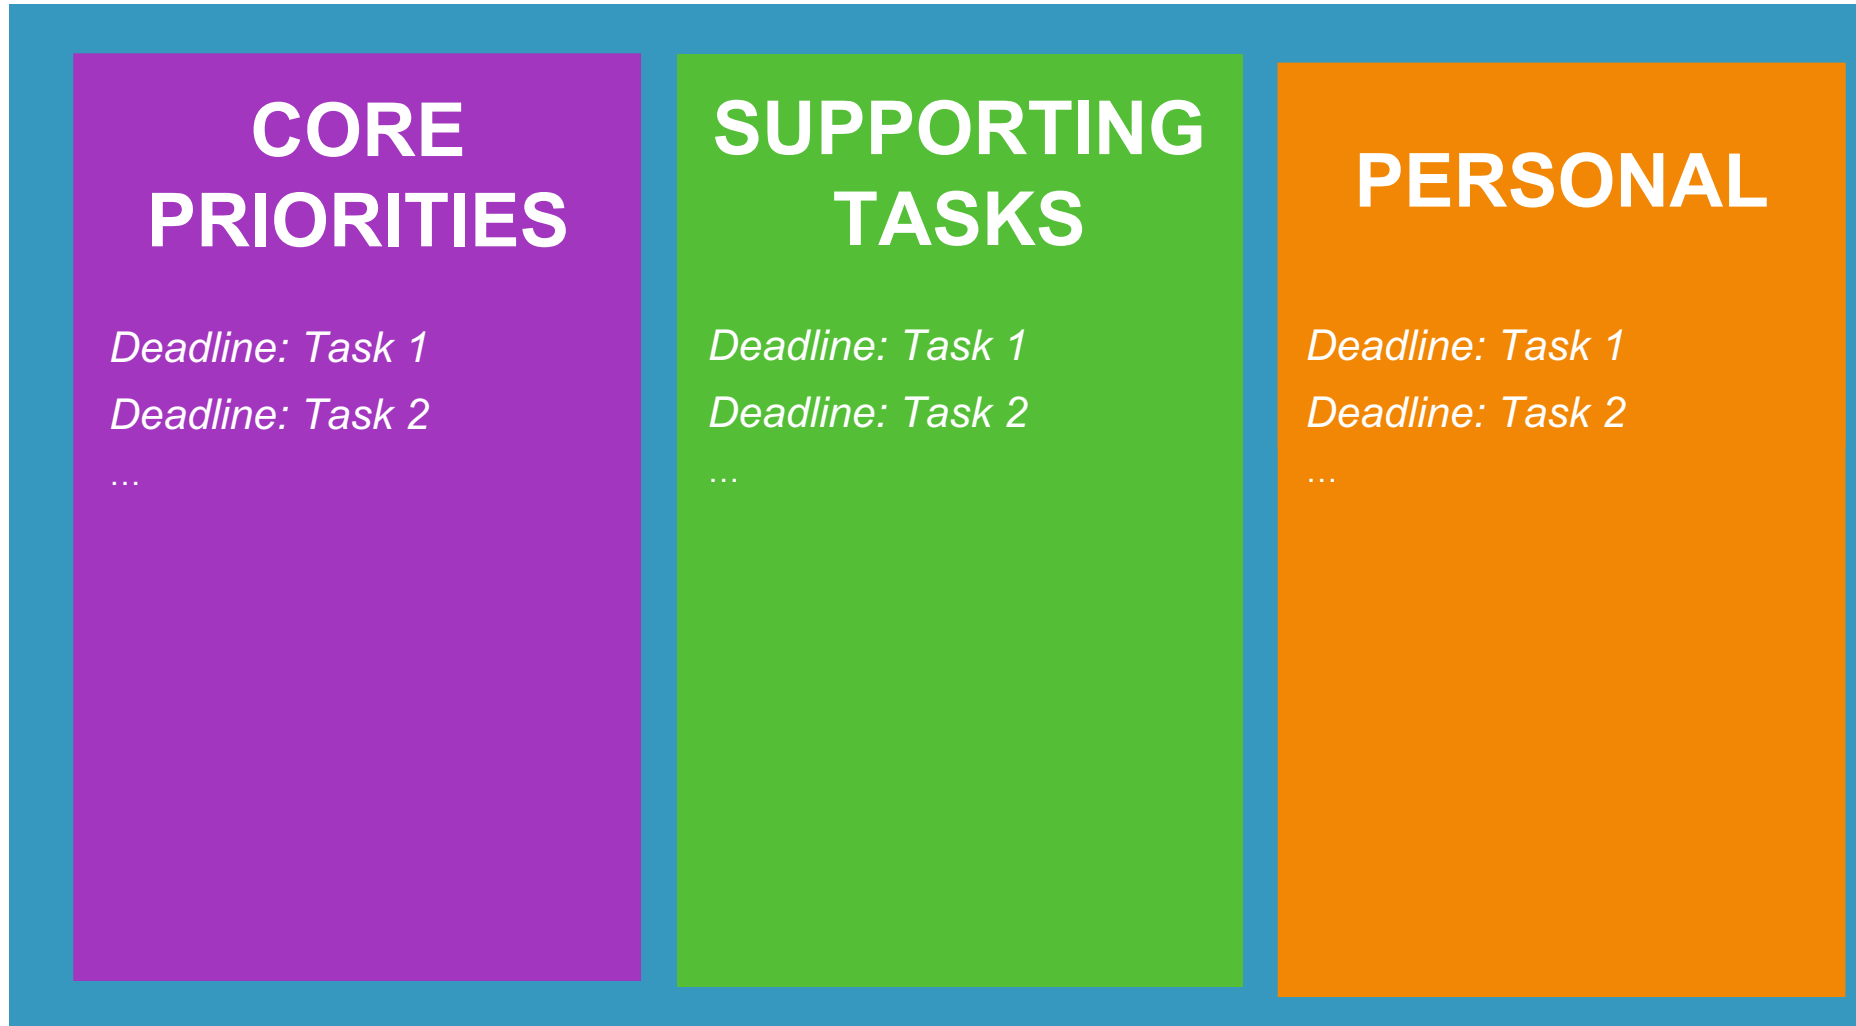 CORE
PRIORITIES
Deadline: Task 1
Deadline: Task 2
...
SUPPORTING
TASKS
Deadline: Task 1
Deadline: Task 2
...
PERSONAL
Deadline: Task 1
Deadline: Task 2
...